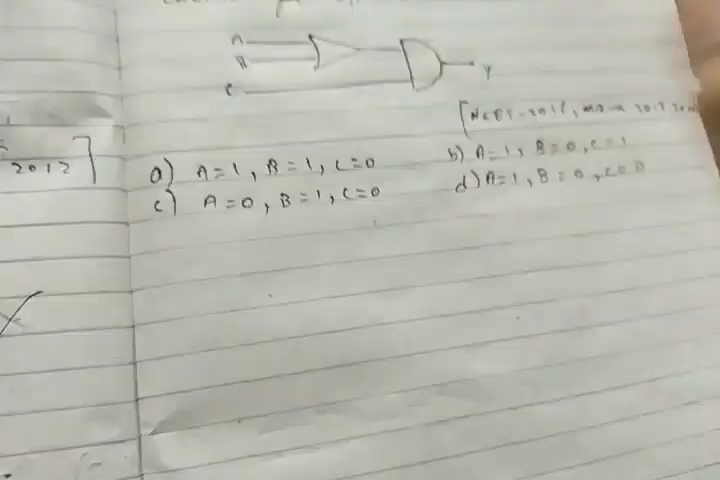 A
B
C
Y
2012]
a) A=1, B=1, C=0
b) A=1, B=0, C=1
c) A=0, B=1, C=0
d) A=1, B=0, C=0